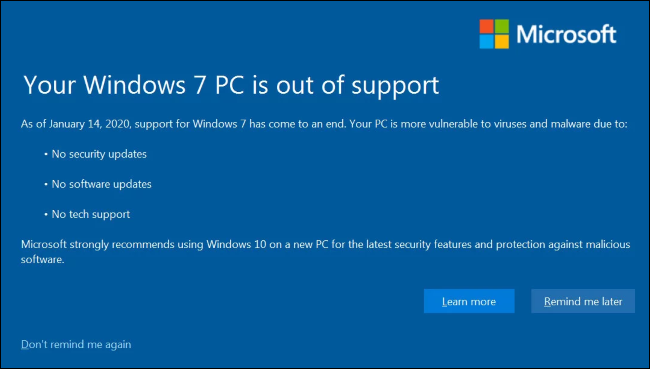 Microsoft
Your Windows 7 PC is out of support
As of January 14, 2020, support for Windows 7 has come to an end. Your PC is more vulnerable to viruses and malware due to:
• No security updates
• No software updates
• No tech support
Microsoft strongly recommends using Windows 10 on a new PC for the latest security features and protection against malicious
software.
Learn more
Remind me later
Don't remind me again